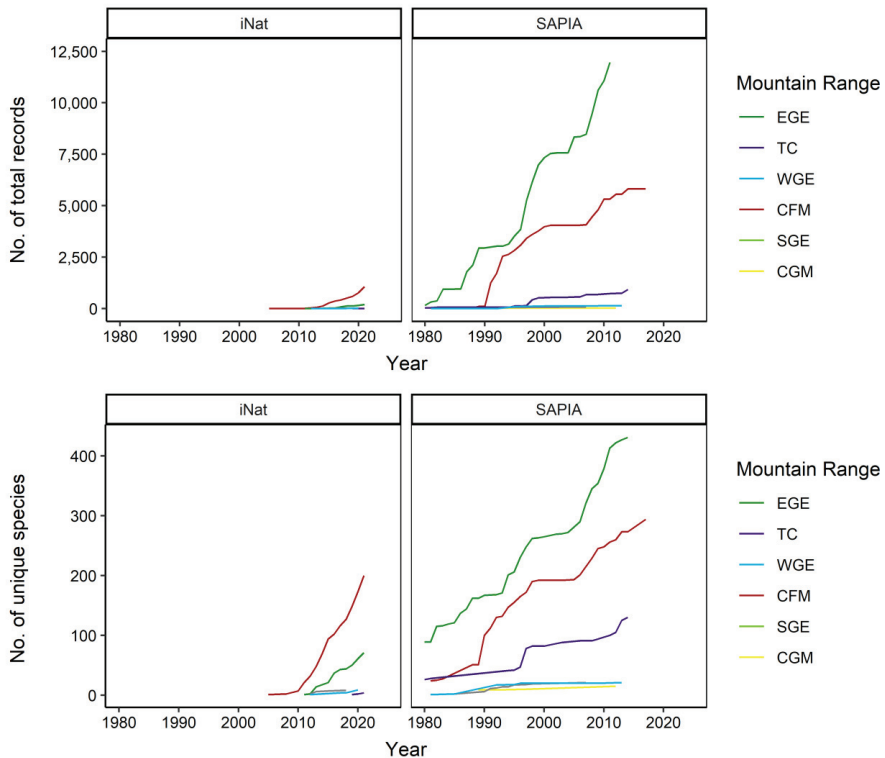 iNat SAPIA
12,500
10,000
7,500
5,000
2,500
0
No. of total records
1980 1990 2000 2010 2020 1980 1990 2000 2010 2020
Year
Mountain Range
EGE
TC
WGE
CFM
SGE
CGM
iNat SAPIA
400
300
200
100
0
No. of unique species
1980 1990 2000 2010 2020 1980 1990 2000 2010 2020
Year
Mountain Range
EGE
TC
WGE
CFM
SGE
CGM